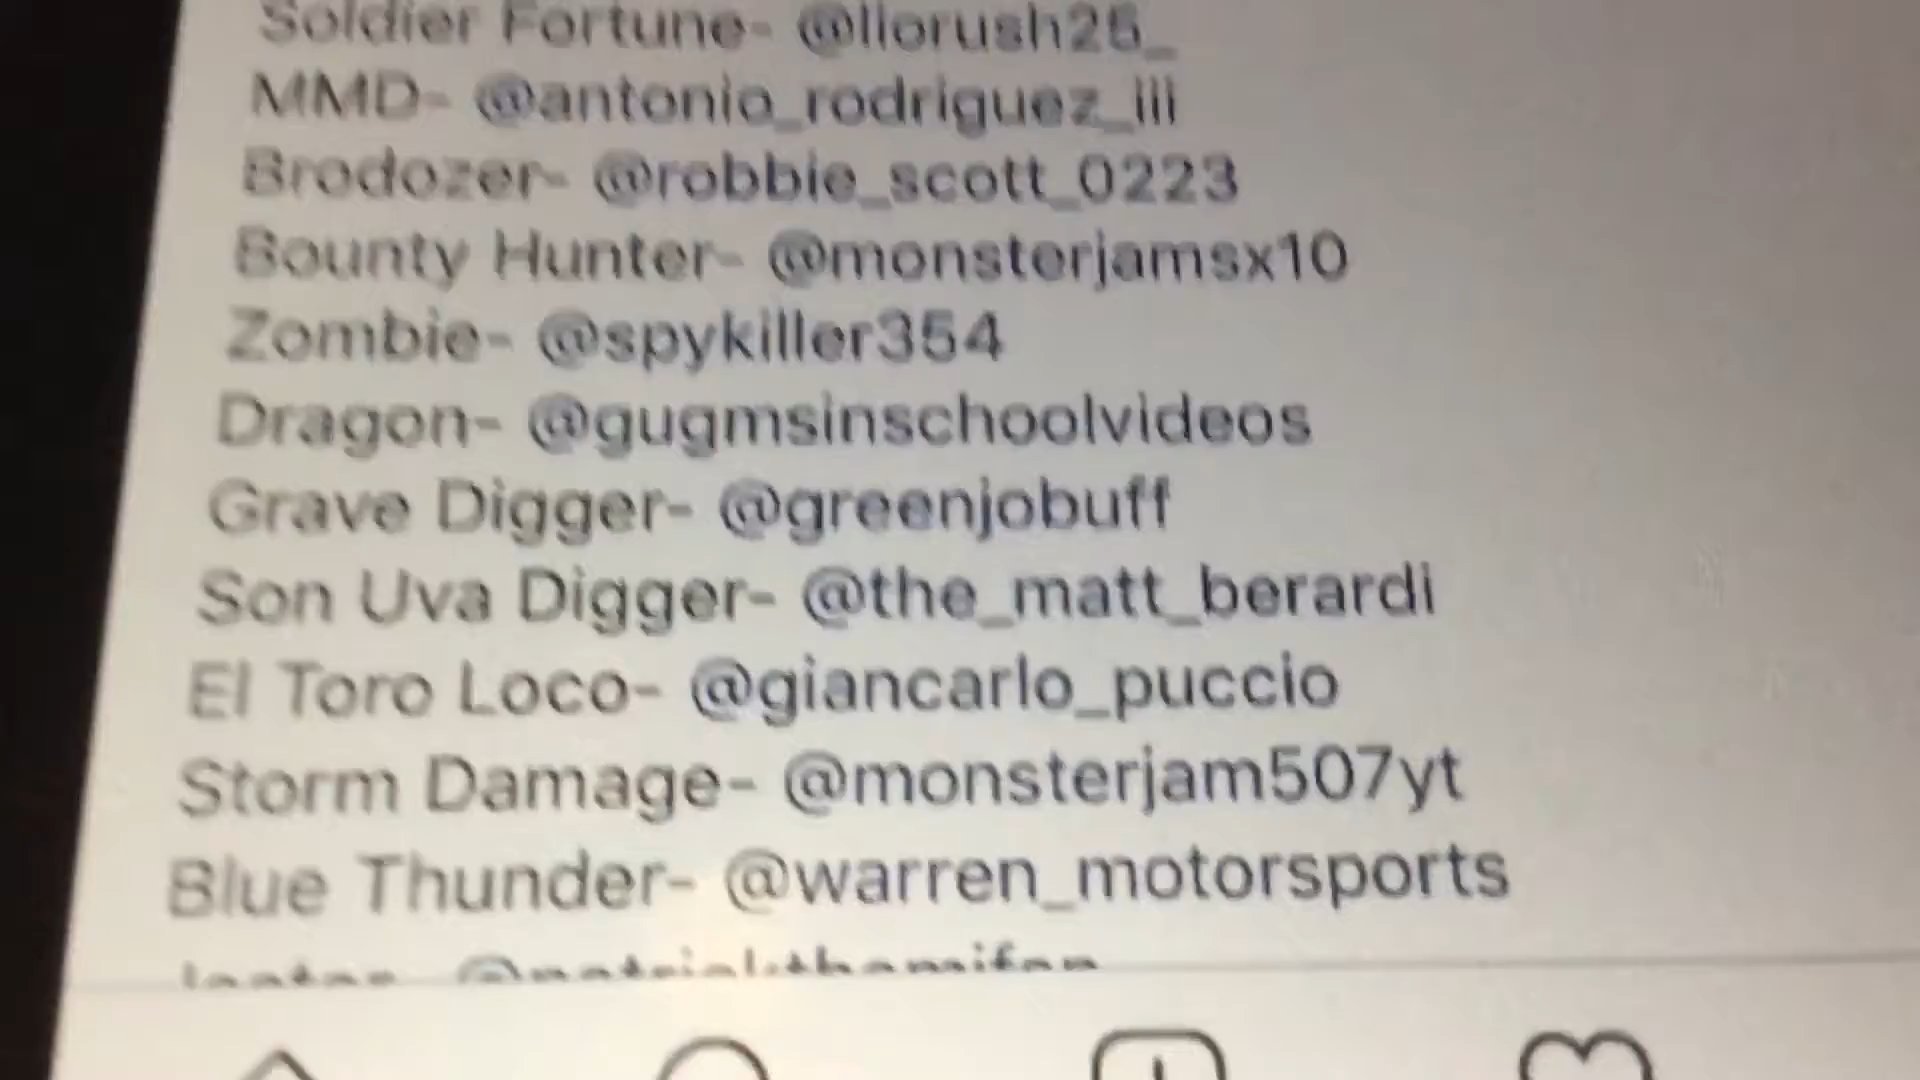 Soldier Fortune- @llorush25_
MMD- @antonio_rodriguez_iii
Brodozer- @robbie_scott_0223
Bounty Hunter- @monsterjamsx10
Zombie- @spykiller354
Dragon- @gugmsinschoolvideos
Grave Digger- @greenjobuff
Son Uva Digger- @the_matt_berardi
El Toro Loco- @giancarlo_puccio
Storm Damage- @monsterjam507yt
Blue Thunder- @warren_motorsports